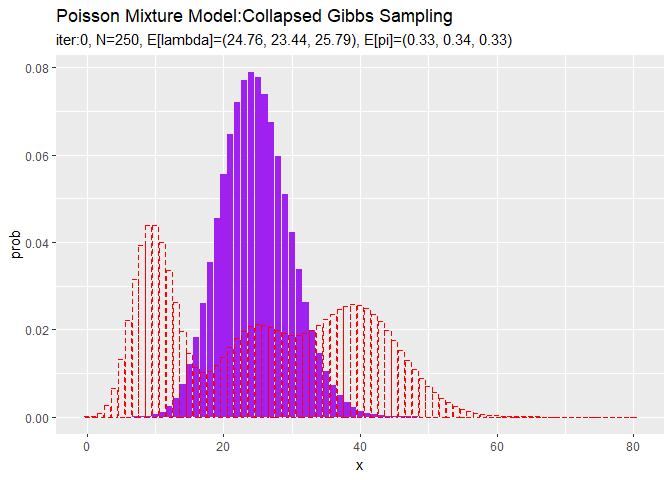 Poisson Mixture Model:Collapsed Gibbs Sampling
iter:0, N=250, E[lambda]=(24.76, 23.44, 25.79), E[pi]=(0.33, 0.34, 0.33)
0.08
0.06
0.04
0.02
0.00
prob
0 20 40 60 80
x